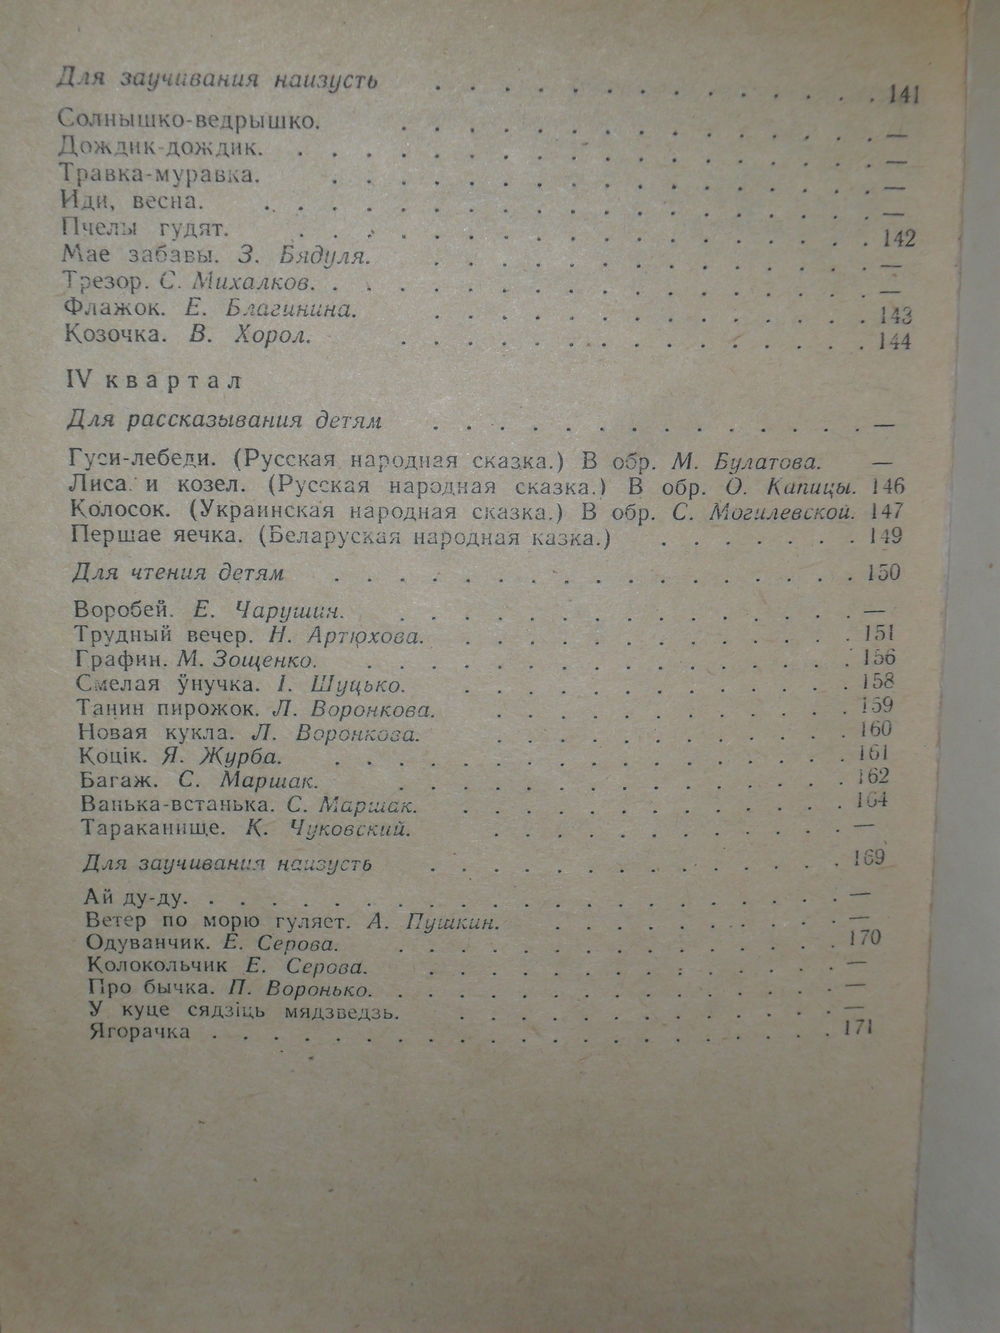 Для заучивания наизусть . . . . . . . . . . . . . . 141
Солнышко-ведрышко. . . . . . . . . . . . . . . —
Дождик-дождик. . . . . . . . . . . . . . . . . . —
Травка-муравка. . . . . . . . . . . . . . . . . . —
Иди, весна. . . . . . . . . . . . . . . . . . . . —
Пчелы гудят. . . . . . . . . . . . . . . . . . . 142
Мае забавы. З. Бядуля. . . . . . . . . . . . . . . —
Трезор. С. Михалков. . . . . . . . . . . . . . . . —
Флажок. Е. Благинина. . . . . . . . . . . . . . . 143
Козочка. В. Хорол. . . . . . . . . . . . . . . . 144
IV квартал
Для рассказывания детям . . . . . . . . . . . . . . —
Гуси-лебеди. (Русская народная сказка.) В обр. М. Булатова. —
Лиса и козел. (Русская народная сказка.) В обр. О. Капицы. 146
Колосок. (Украинская народная сказка.) В обр. С. Могилевской. 147
Першае яечка. (Беларуская народная казка.) . . . . . . . 149
Для чтения детям . . . . . . . . . . . . . . . . . 150
Воробей. Е. Чарушин. . . . . . . . . . . . . . . . —
Трудный вечер. Н. Артюхова. . . . . . . . . . . . . . 151
Графин. М. Зощенко. . . . . . . . . . . . . . . . . 156
Смелая ўнучка. І. Шуцько. . . . . . . . . . . . . . 158
Танин пирожок. Л. Воронкова. . . . . . . . . . . . . 159
Новая кукла. Л. Воронкова. . . . . . . . . . . . . . 160
Коцік. Я. Журба. . . . . . . . . . . . . . . . . . 161
Багаж. С. Маршак. . . . . . . . . . . . . . . . . 162
Ванька-встанька. С. Маршак. . . . . . . . . . . . . . 164
Тараканище. К. Чуковский. . . . . . . . . . . . . . —
Для заучивания наизусть . . . . . . . . . . . . . . 169
Ай ду-ду. . . . . . . . . . . . . . . . . . . . . —
Ветер по морю гуляет. А. Пушкин. . . . . . . . . . . —
Одуванчик. Е. Серова. . . . . . . . . . . . . . . . 170
Колокольчик Е. Серова. . . . . . . . . . . . . . . —
Про бычка. П. Воронько. . . . . . . . . . . . . . . —
У куце сядзіць мядзведзь. . . . . . . . . . . . . . —
Ягорачка . . . . . . . . . . . . . . . . . . . . 171